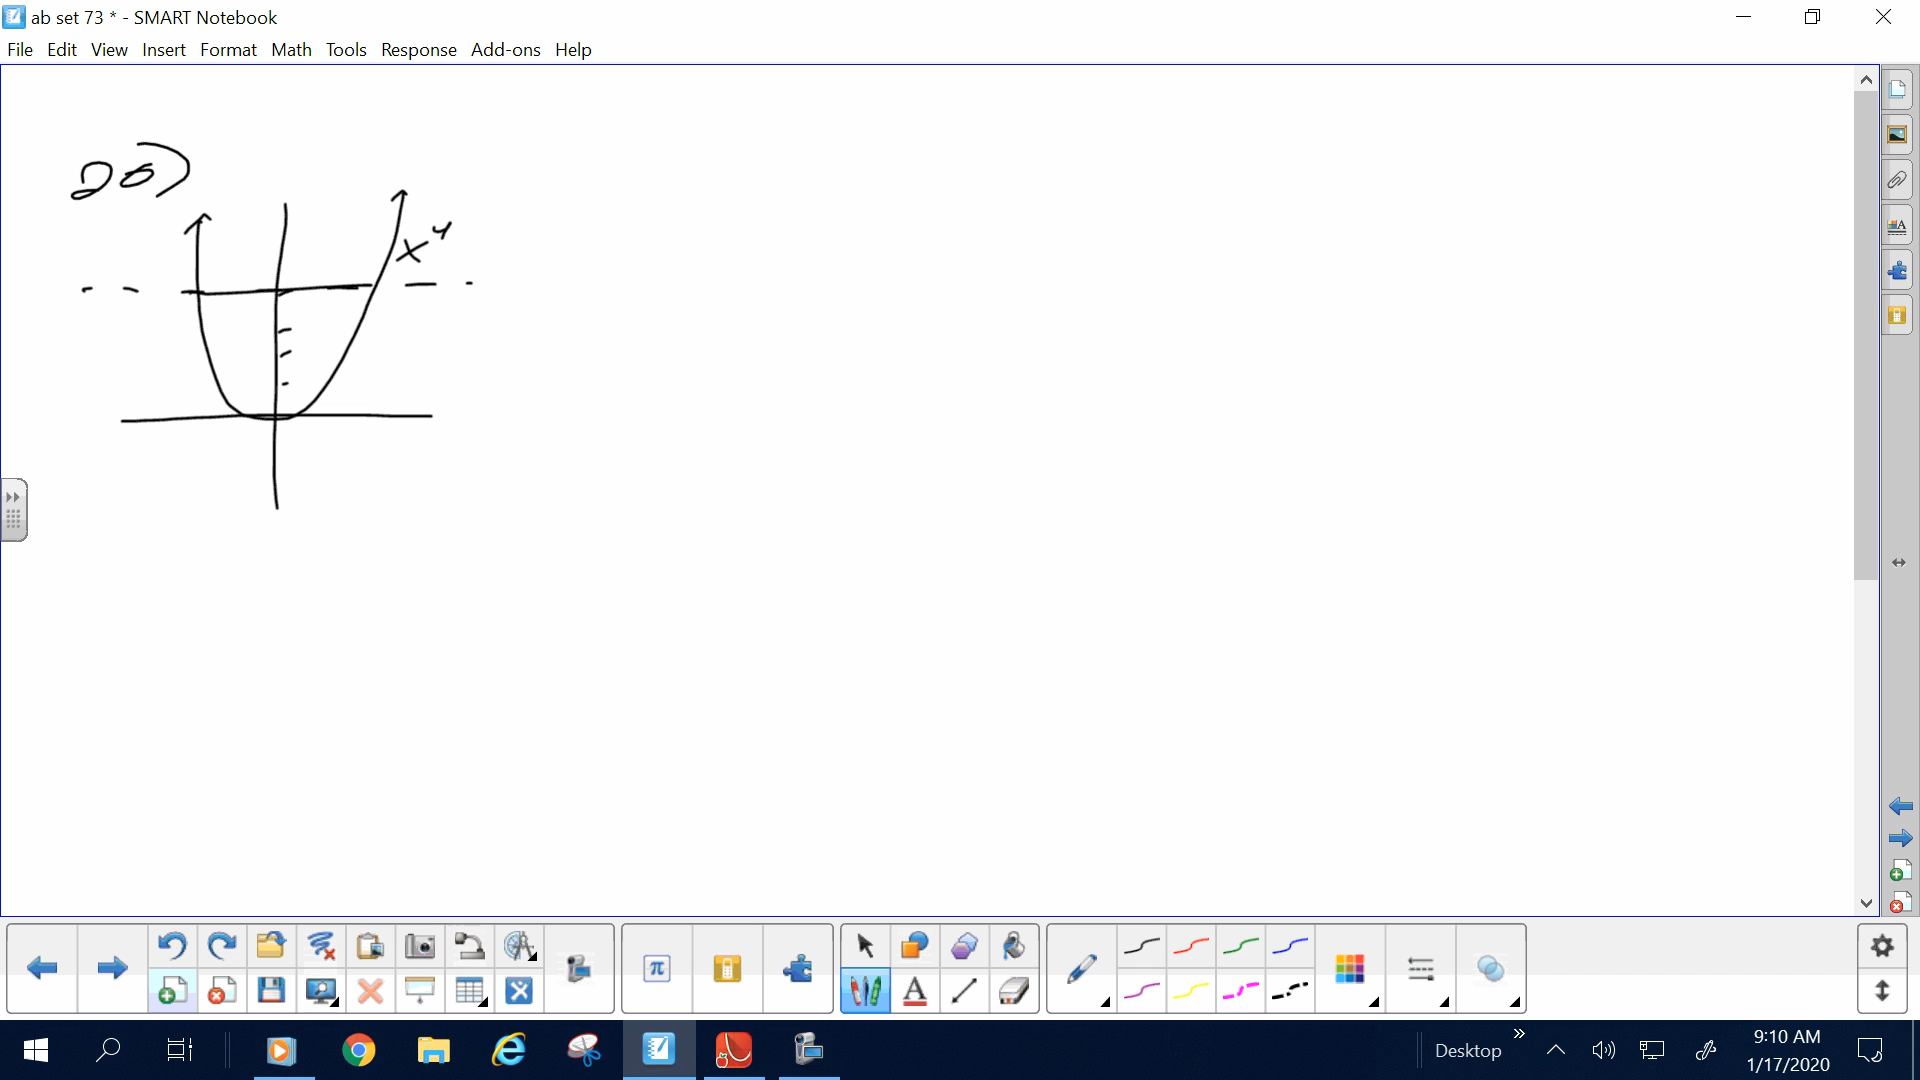 ab set 73 * - SMART Notebook
File Edit View Insert Format Math Tools Response Add-ons Help
20)
x⁴
π
A
Desktop
9:10 AM
1/17/2020